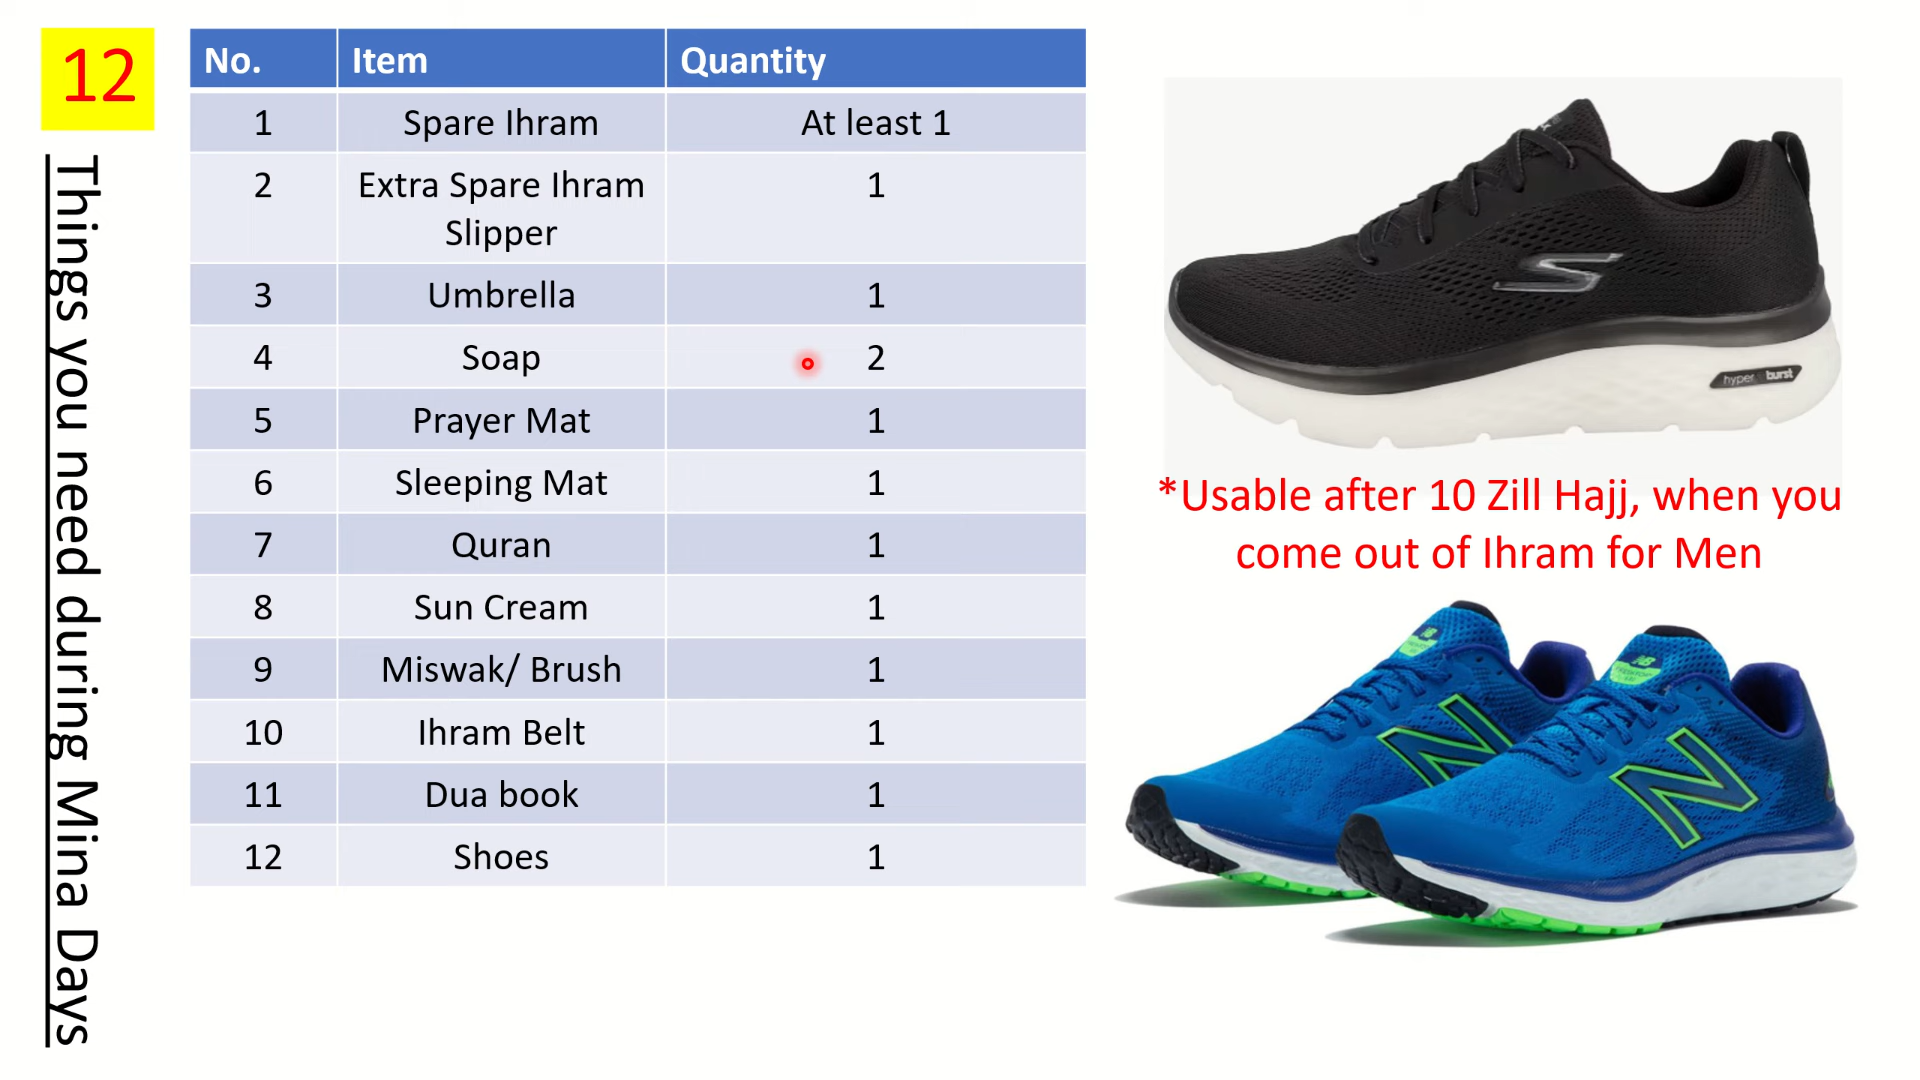 12
Things you need during Mina Days
No. Item Quantity
1 Spare Ihram At least 1
2 Extra Spare Ihram 1
Slipper
3 Umbrella 1
4 Soap 2
5 Prayer Mat 1
6 Sleeping Mat 1
7 Quran 1
8 Sun Cream 1
9 Miswak/ Brush 1
10 Ihram Belt 1
11 Dua book 1
12 Shoes 1
hyper burst
*Usable after 10 Zill Hajj, when you
come out of Ihram for Men